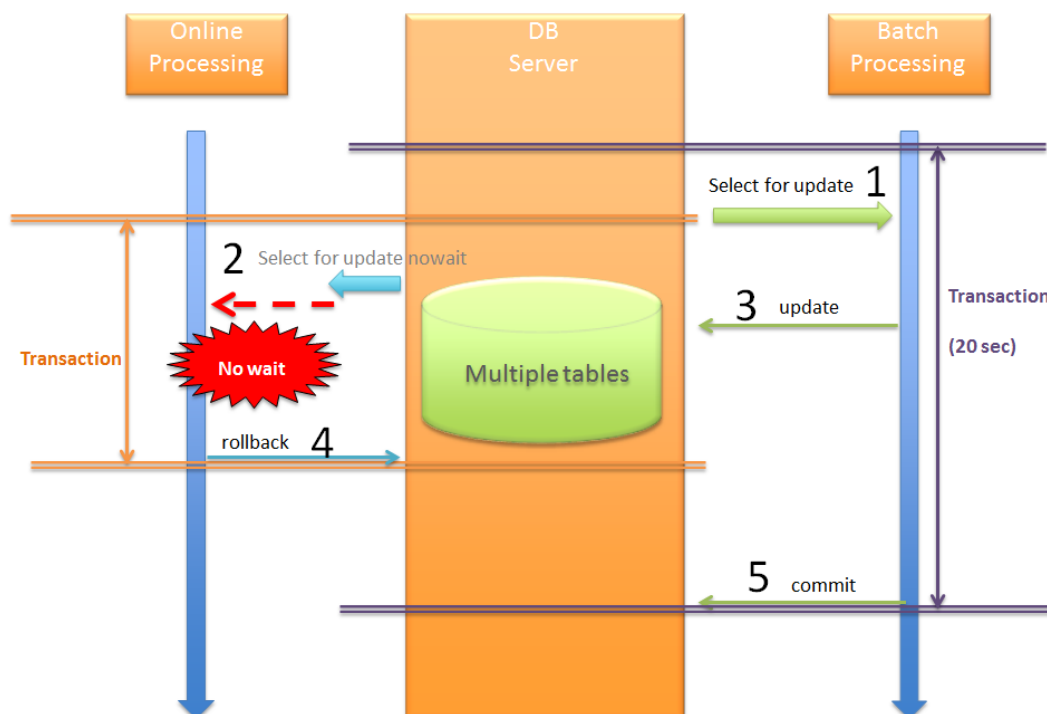 Online
Processing
DB
Server
Batch
Processing
Select for update 1
2 Select for update nowait
3 update
Transaction
(20 sec)
Transaction
No wait
Multiple tables
rollback 4
5 commit